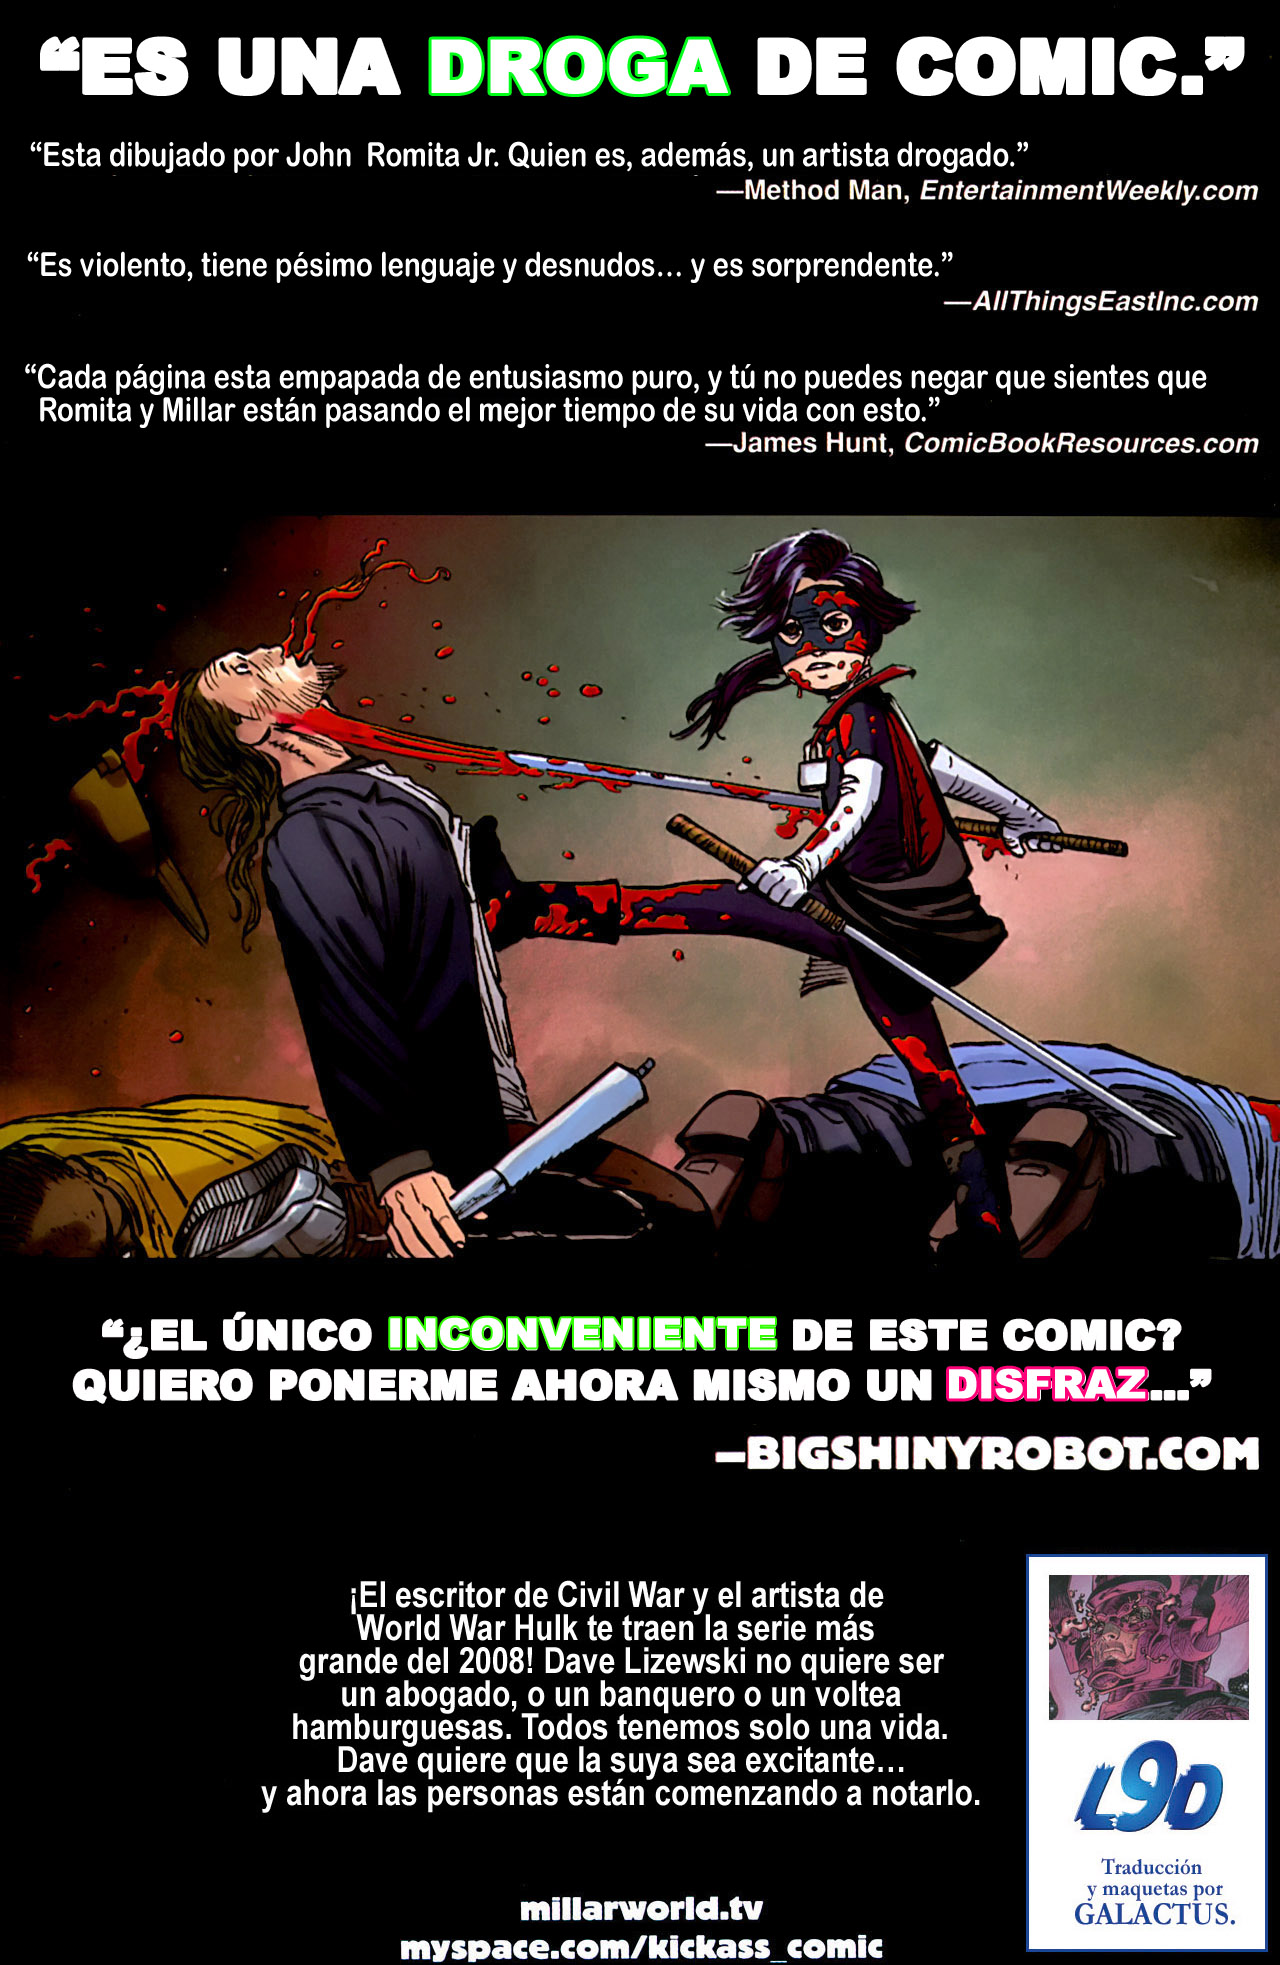 “ES UNA DROGA DE COMIC.”
“Esta dibujado por John Romita Jr. Quien es, además, un artista drogado.”
—Method Man, EntertainmentWeekly.com
“Es violento, tiene pésimo lenguaje y desnudos… y es sorprendente.”
—AllThingsEastInc.com
“Cada página esta empapada de entusiasmo puro, y tú no puedes negar que sientes que
Romita y Millar están pasando el mejor tiempo de su vida con esto.”
—James Hunt, ComicBookResources.com
“¿EL ÚNICO INCONVENIENTE DE ESTE COMIC?
QUIERO PONERME AHORA MISMO UN DISFRAZ...”
—BIGSHINYROBOT.COM
¡El escritor de Civil War y el artista de
World War Hulk te traen la serie más
grande del 2008! Dave Lizewski no quiere ser
un abogado, o un banquero o un voltea
hamburguesas. Todos tenemos solo una vida.
Dave quiere que la suya sea excitante…
y ahora las personas están comenzando a notarlo.
millarworld.tv
myspace.com/kickass_comic
L9D
Traducción
y maquetas por
GALACTUS.